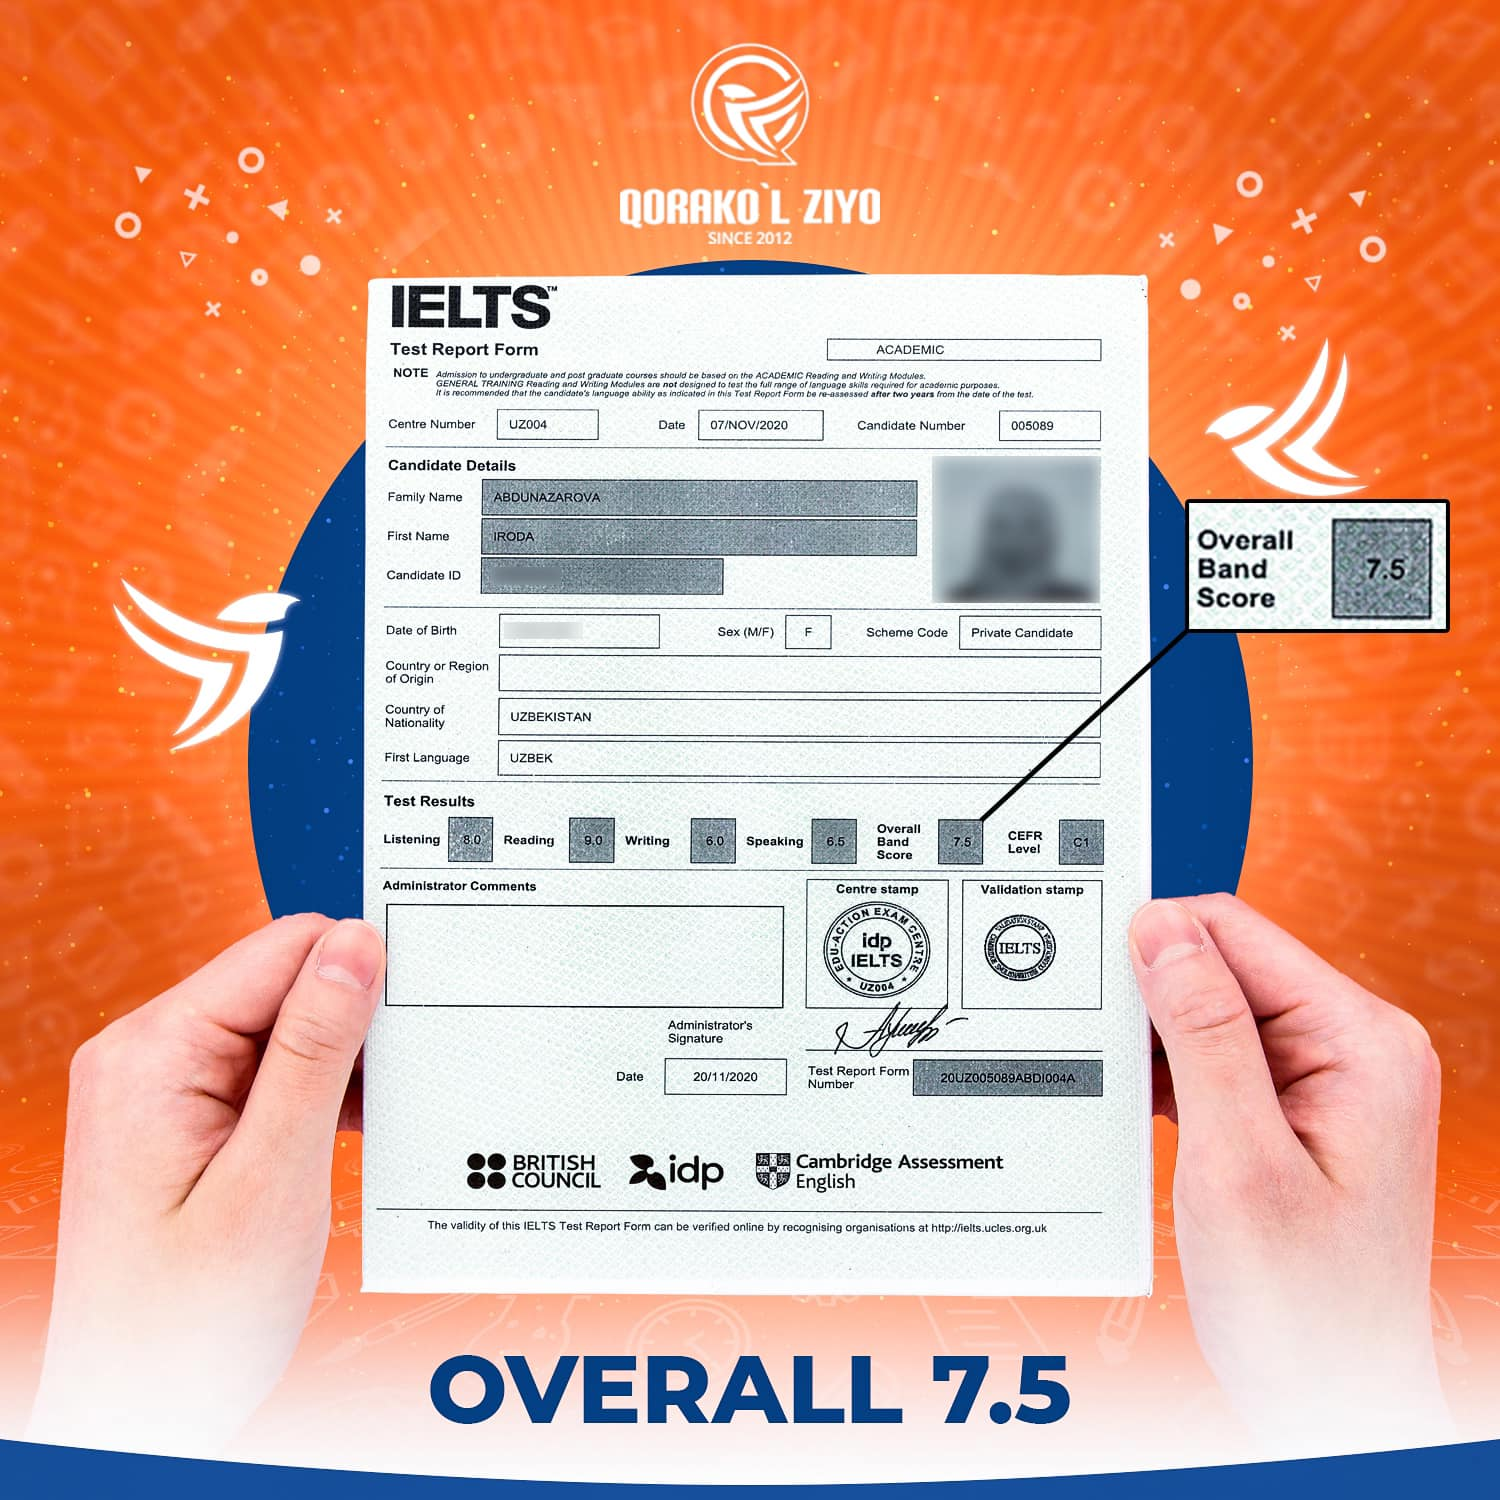 QORAKO`L ZIYO
SINCE 2012
IELTS™
Test Report Form
ACADEMIC
NOTE Admission to undergraduate and post graduate courses should be based on the ACADEMIC Reading and Writing Modules.
GENERAL TRAINING Reading and Writing Modules are not designed to test the full range of language skills required for academic purposes.
It is recommended that the candidate's language ability as indicated in this Test Report Form be re-assessed after two years from the date of the test.
Centre Number UZ004 Date 07/NOV/2020 Candidate Number 005089
Candidate Details
Family Name ABDUNAZAROVA
First Name IRODA
Candidate ID
Date of Birth Sex (M/F) F Scheme Code Private Candidate
Country or Region
of Origin
Country of
Nationality
UZBEKISTAN
First Language UZBEK
Overall
Band
Score
7.5
Test Results
Listening 8.0 Reading 9.0 Writing 6.0 Speaking 6.5
Overall
Band
Score
7.5
CEFR
Level
C1
Administrator Comments
Centre stamp
EDU-ACTION EXAM CENTRE
idp
IELTS
UZ004
Validation stamp
IELTS
Administrator's
Signature
Date 20/11/2020
Test Report Form
Number
20UZ005089ABDI004A
BRITISH
COUNCIL
idp
Cambridge Assessment
English
The validity of this IELTS Test Report Form can be verified online by recognising organisations at http://ielts.ucles.org.uk
OVERALL 7.5